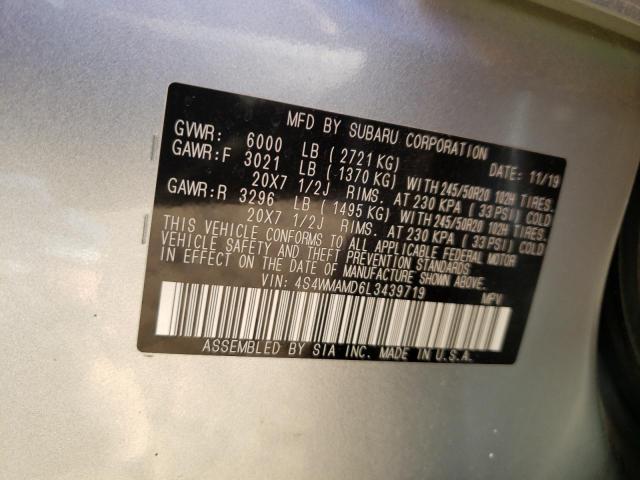 MFD BY SUBARU CORPORATION
GVWR: 6000 LB ( 2721 KG) DATE: 11/19
GAWR:F 3021 LB ( 1370 KG) WITH 245/50R20 102H TIRES.
20X7 1/2J RIMS. AT 230 KPA ( 33 PSI) COLD
GAWR:R 3296 LB ( 1495 KG) WITH 245/50R20 102H TIRES.
20X7 1/2J RIMS. AT 230 KPA ( 33 PSI) COLD
THIS VEHICLE CONFORMS TO ALL APPLICABLE FEDERAL MOTOR
VEHICLE SAFETY AND THEFT PREVENTION STANDARDS
IN EFFECT ON THE DATE OF MANUFACTURE SHOWN ABOVE.
VIN: 4S4WMAMD6L3439719 MPV
ASSEMBLED BY SIA INC. MADE IN U.S.A.